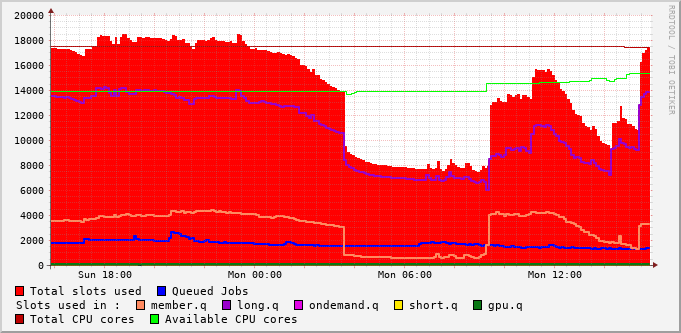 20000
18000
16000
14000
12000
10000
8000
6000
4000
2000
0
Sun 18:00 Mon 00:00 Mon 06:00 Mon 12:00
RRDTOOL / TOBI OETIKER
Total slots used Queued Jobs
Slots used in : member.q long.q ondemand.q short.q gpu.q
Total CPU cores Available CPU cores